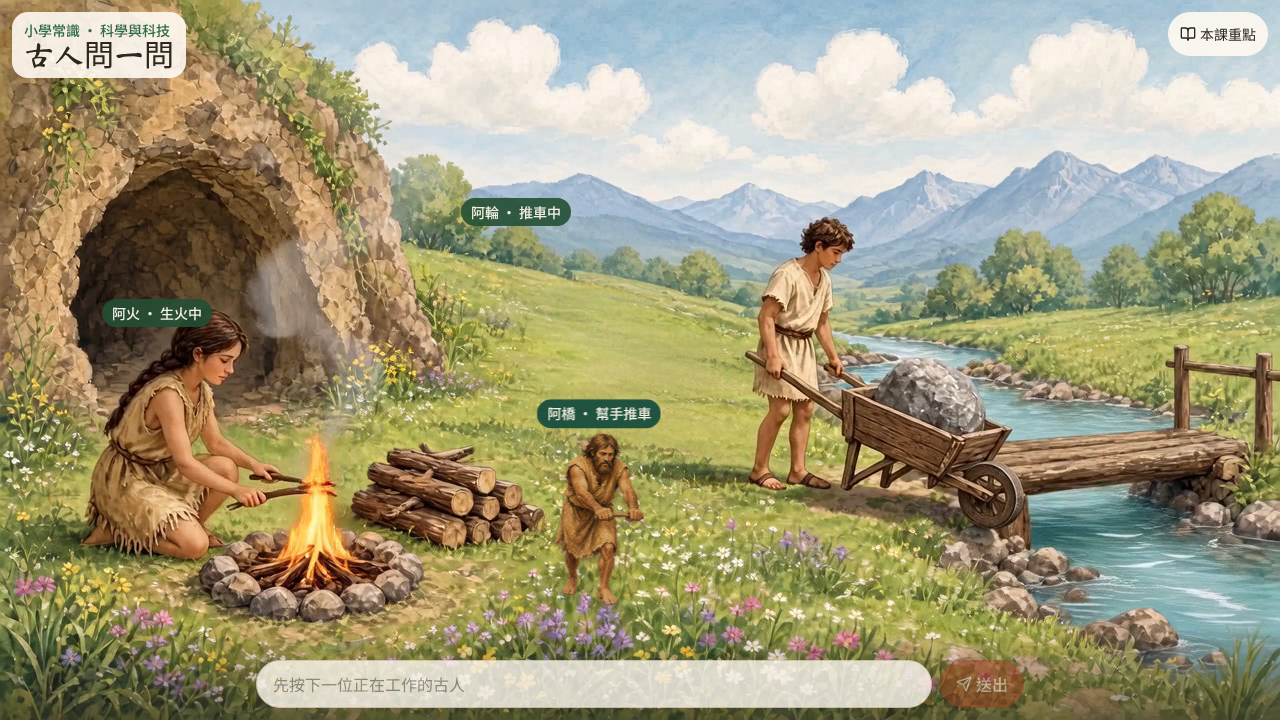 小學常識 · 科學與科技
古人問一問
本課重點
阿輪 · 推車中
阿火 · 生火中
阿橋 · 幫手推車
先按下一位正在工作的古人
送出